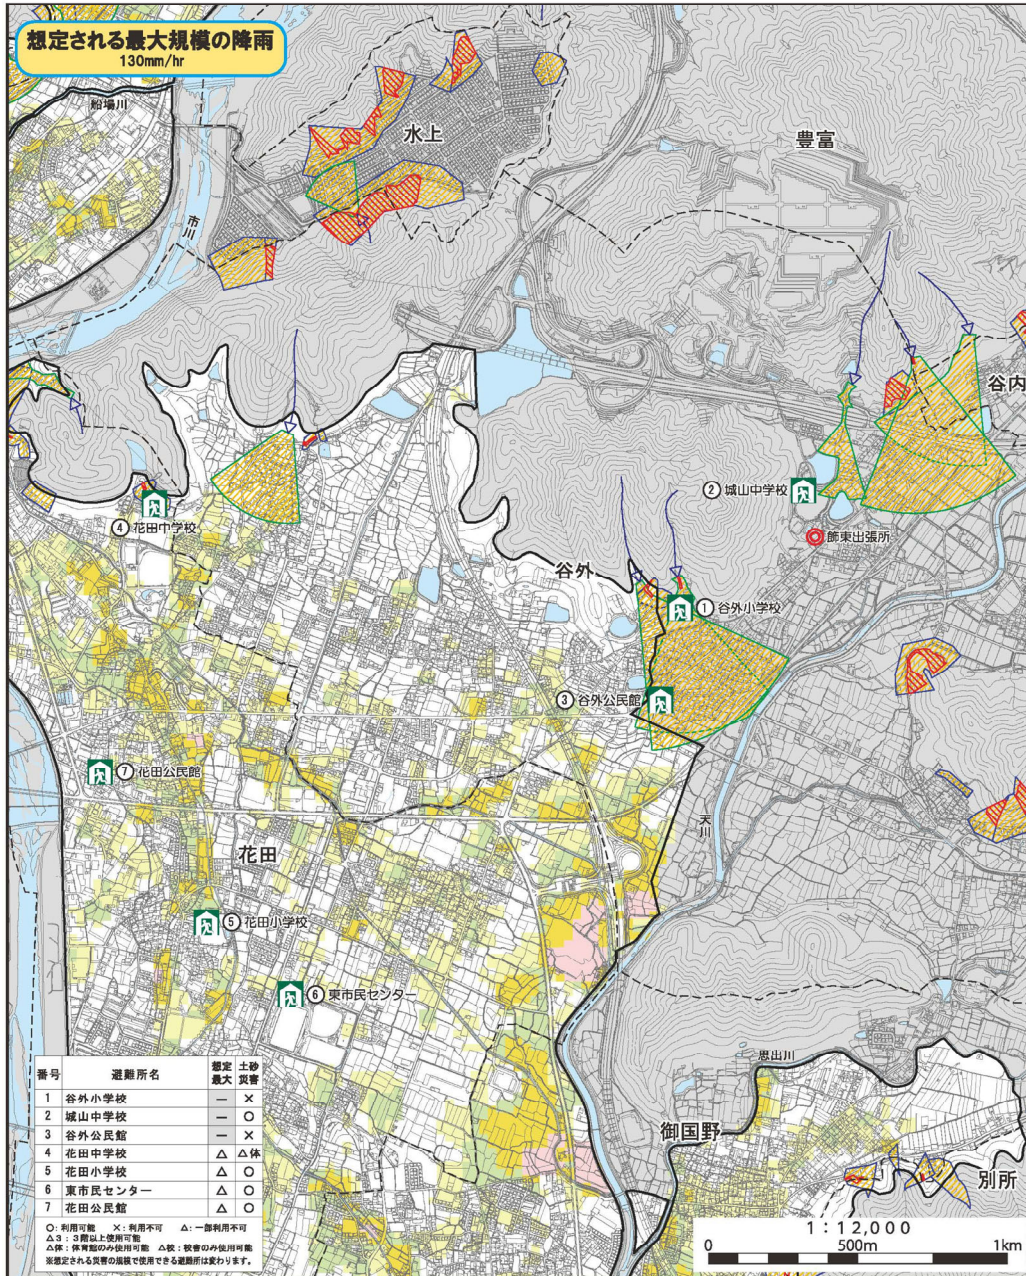 想定される最大規模の降雨
130mm/hr
船場川
水上
豊富
市川
谷内
② 城山中学校
④ 花田中学校
飾東出張所
谷外
① 谷外小学校
③ 谷外公民館
⑦ 花田公民館
天川
花田
⑤ 花田小学校
⑥ 東市民センター
思出川
御国野
別所
番号 避難所名 想定最大 土砂災害
1 谷外小学校 — ×
2 城山中学校 — ○
3 谷外公民館 — ×
4 花田中学校 △ △体
5 花田小学校 △ ○
6 東市民センター △ ○
7 花田公民館 △ ○
○：利用可能 ×：利用不可 △：一部利用不可
△3：3階以上使用可能
△体：体育館のみ使用可能 △校：校舎のみ使用可能
※想定される災害の規模で使用できる避難所は変わります。
1：12,000
0 500m 1km